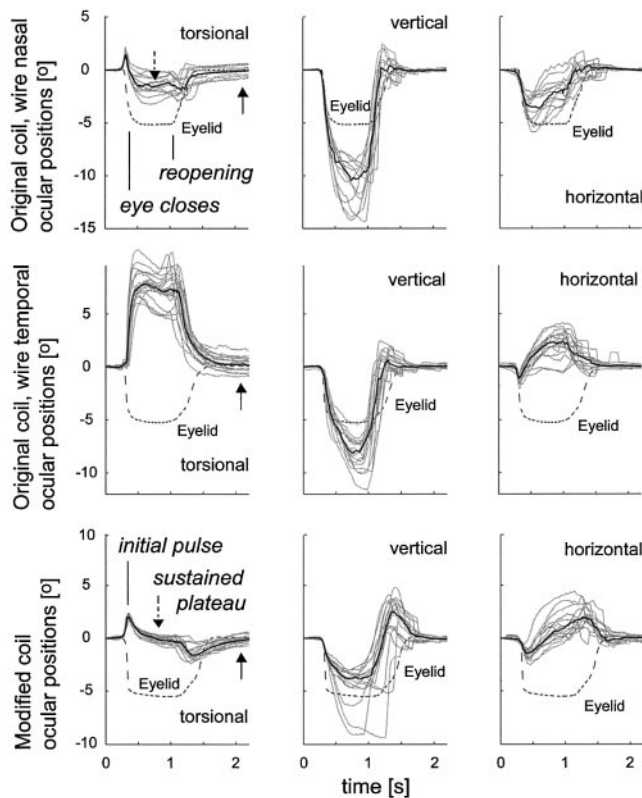 Original coil, wire nasal
ocular positions [º]
5
0
-5
-10
-15
torsional
Eyelid
reopening
eye closes
vertical
Eyelid
Eyelid
horizontal
Original coil, wire temporal
ocular positions [º]
5
0
-5
-10
Eyelid
torsional
vertical
Eyelid
horizontal
Eyelid
Modified coil
ocular positions [º]
10
5
0
-5
-10
initial pulse
sustained
plateau
Eyelid
torsional
vertical
Eyelid
horizontal
Eyelid
0 1 2
0 1 2
0 1 2
time [s]